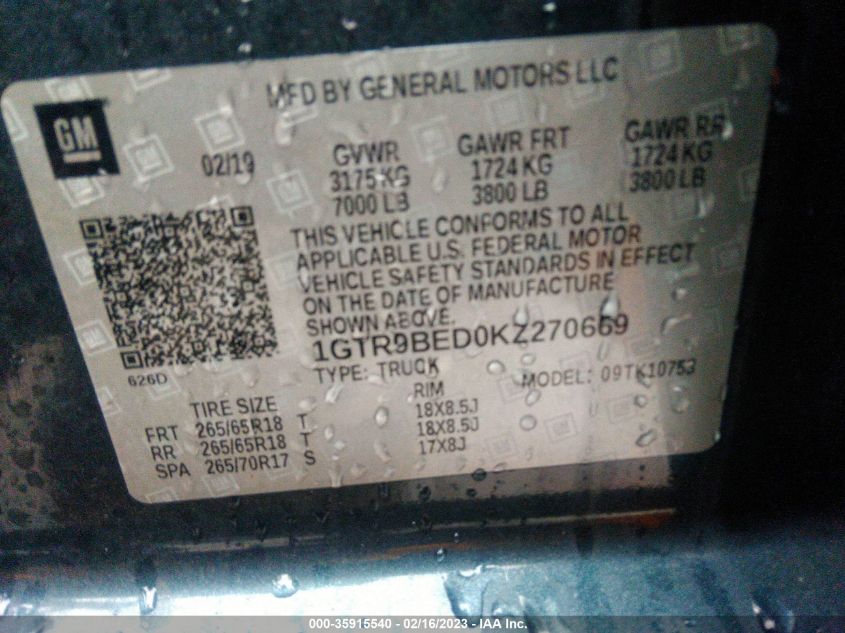 MFD BY GENERAL MOTORS LLC
GM
02/19
GVWR
3175 KG
7000 LB
GAWR FRT
1724 KG
3800 LB
GAWR RR
1724 KG
3800 LB
THIS VEHICLE CONFORMS TO ALL
APPLICABLE U.S. FEDERAL MOTOR
VEHICLE SAFETY STANDARDS IN EFFECT
ON THE DATE OF MANUFACTURE
SHOWN ABOVE.
1GTR9BED0KZ270669
TYPE: TRUCK
MODEL: 09TK10753
626D
TIRE SIZE
RIM
FRT 265/65R18 T 18X8.5J
RR 265/65R18 T 18X8.5J
SPA 265/70R17 S 17X8J
000-35915540 - 02/16/2023 - IAA Inc.